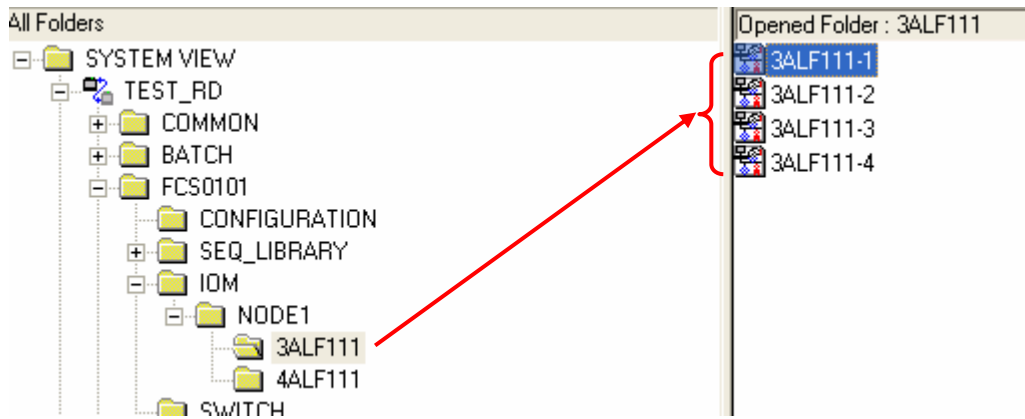 All Folders
SYSTEM VIEW
TEST_RD
COMMON
BATCH
FCS0101
CONFIGURATION
SEQ_LIBRARY
IOM
NODE1
3ALF111
4ALF111
SWITCH
Opened Folder : 3ALF111
3ALF111-1
3ALF111-2
3ALF111-3
3ALF111-4